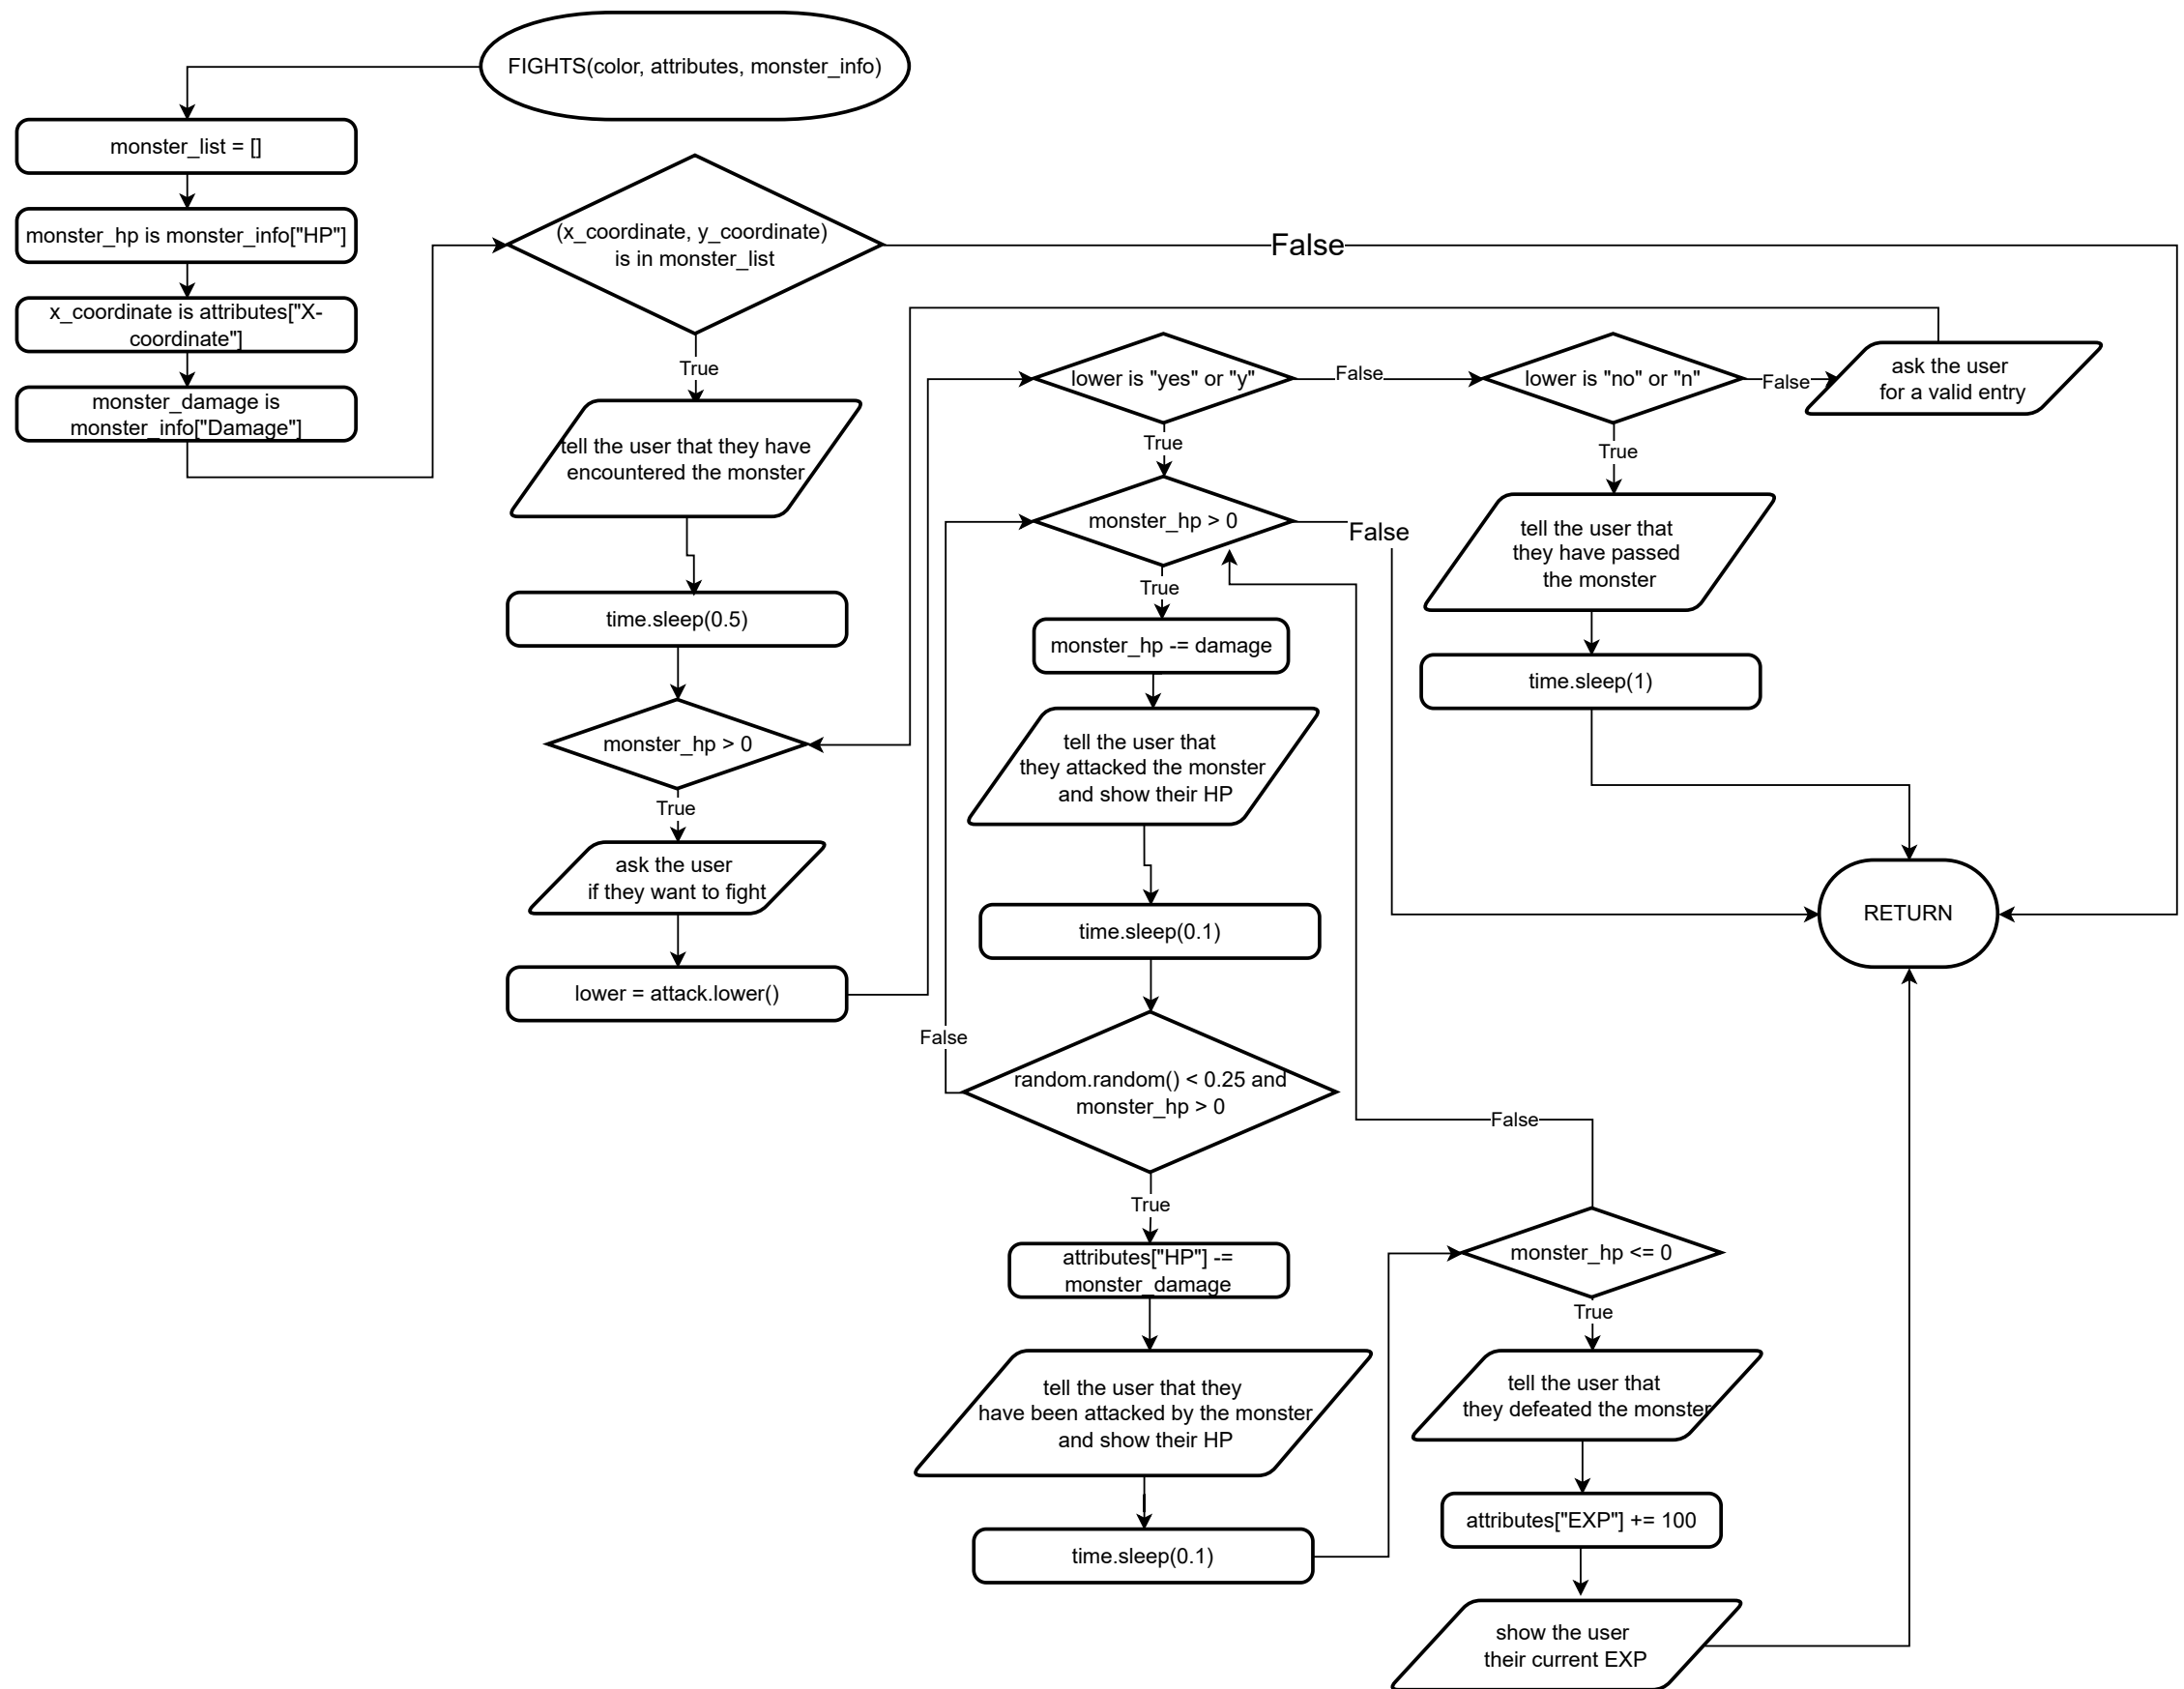 FIGHTS(color, attributes, monster_info)
monster_list = []
monster_hp is monster_info["HP"]
x_coordinate is attributes["X-
coordinate"]
monster_damage is
monster_info["Damage"]
(x_coordinate, y_coordinate)
is in monster_list
False
True
tell the user that they have
encountered the monster
time.sleep(0.5)
monster_hp > 0
True
ask the user
if they want to fight
lower = attack.lower()
lower is "yes" or "y"
False
lower is "no" or "n"
False
ask the user
for a valid entry
True
True
monster_hp > 0
False
tell the user that
they have passed
the monster
True
monster_hp -= damage
time.sleep(1)
tell the user that
they attacked the monster
and show their HP
RETURN
time.sleep(0.1)
False
random.random() < 0.25 and
monster_hp > 0
False
True
attributes["HP"] -=
monster_damage
monster_hp <= 0
True
tell the user that they
have been attacked by the monster
and show their HP
tell the user that
they defeated the monster
time.sleep(0.1)
attributes["EXP"] += 100
show the user
their current EXP